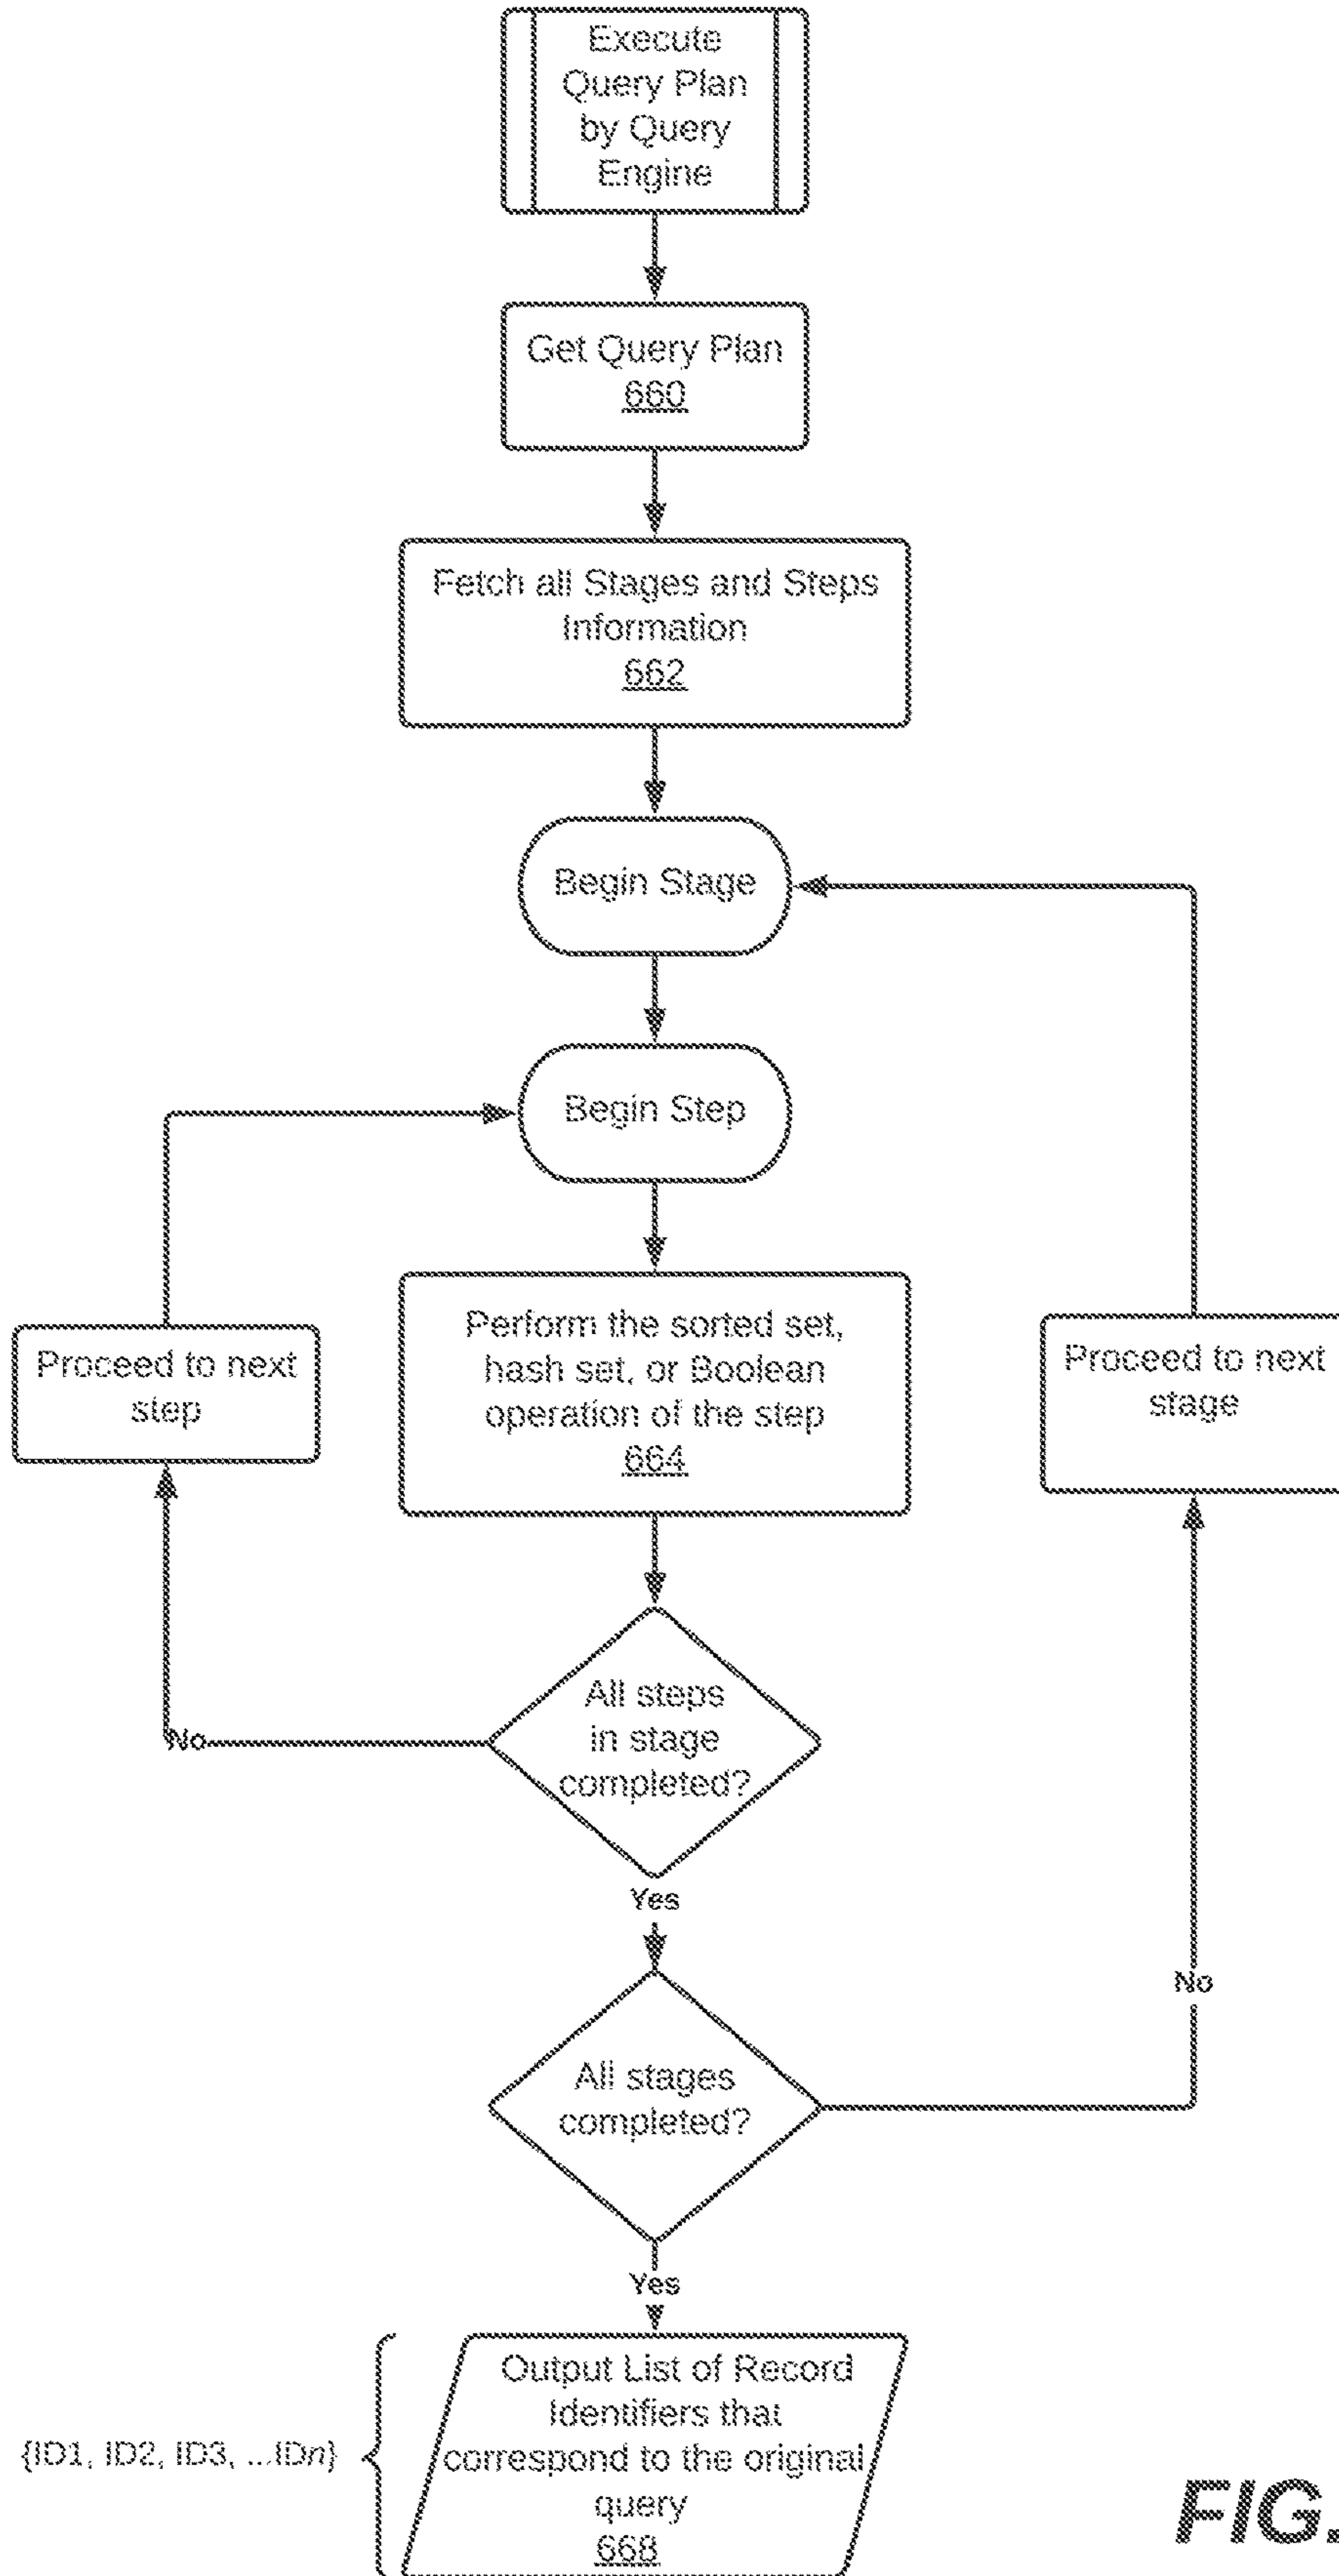 Execute
Query Plan
by Query
Engine
Get Query Plan
660
Fetch all Stages and Steps
Information
662
Begin Stage
Begin Step
Perform the sorted set,
hash set, or Boolean
operation of the step
664
Proceed to next
step
Proceed to next
stage
All steps
in stage
completed?
No
Yes
All stages
completed?
No
Yes
Output List of Record
Identifiers that
correspond to the original
query
668
{ID1, ID2, ID3, ...IDn}
FIG.